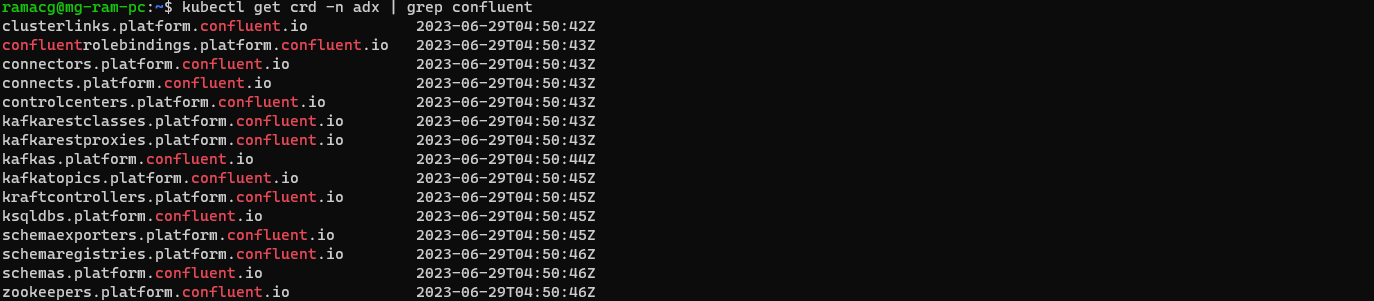 ramacg@mg-ram-pc:~$ kubectl get crd -n adx | grep confluent
clusterlinks.platform.confluent.io 2023-06-29T04:50:42Z
confluentrolebindings.platform.confluent.io 2023-06-29T04:50:43Z
connectors.platform.confluent.io 2023-06-29T04:50:43Z
connects.platform.confluent.io 2023-06-29T04:50:43Z
controlcenters.platform.confluent.io 2023-06-29T04:50:43Z
kafkarestclasses.platform.confluent.io 2023-06-29T04:50:43Z
kafkarestproxies.platform.confluent.io 2023-06-29T04:50:43Z
kafkas.platform.confluent.io 2023-06-29T04:50:44Z
kafkatopics.platform.confluent.io 2023-06-29T04:50:45Z
kraftcontrollers.platform.confluent.io 2023-06-29T04:50:45Z
ksqldbs.platform.confluent.io 2023-06-29T04:50:45Z
schemaexporters.platform.confluent.io 2023-06-29T04:50:45Z
schemaregistries.platform.confluent.io 2023-06-29T04:50:46Z
schemas.platform.confluent.io 2023-06-29T04:50:46Z
zookeepers.platform.confluent.io 2023-06-29T04:50:46Z